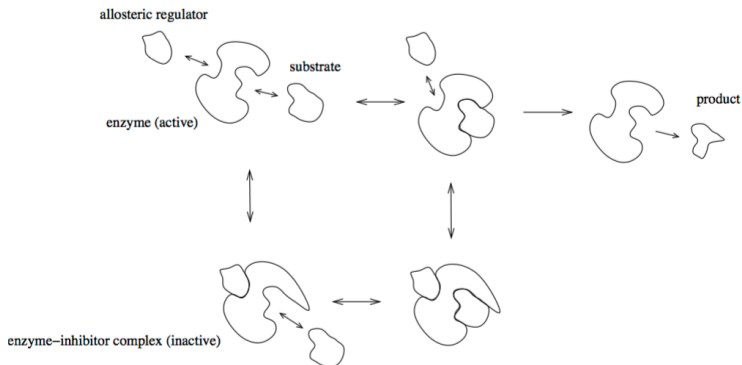 allosteric regulator
substrate
product
enzyme (active)
enzyme−inhibitor complex (inactive)